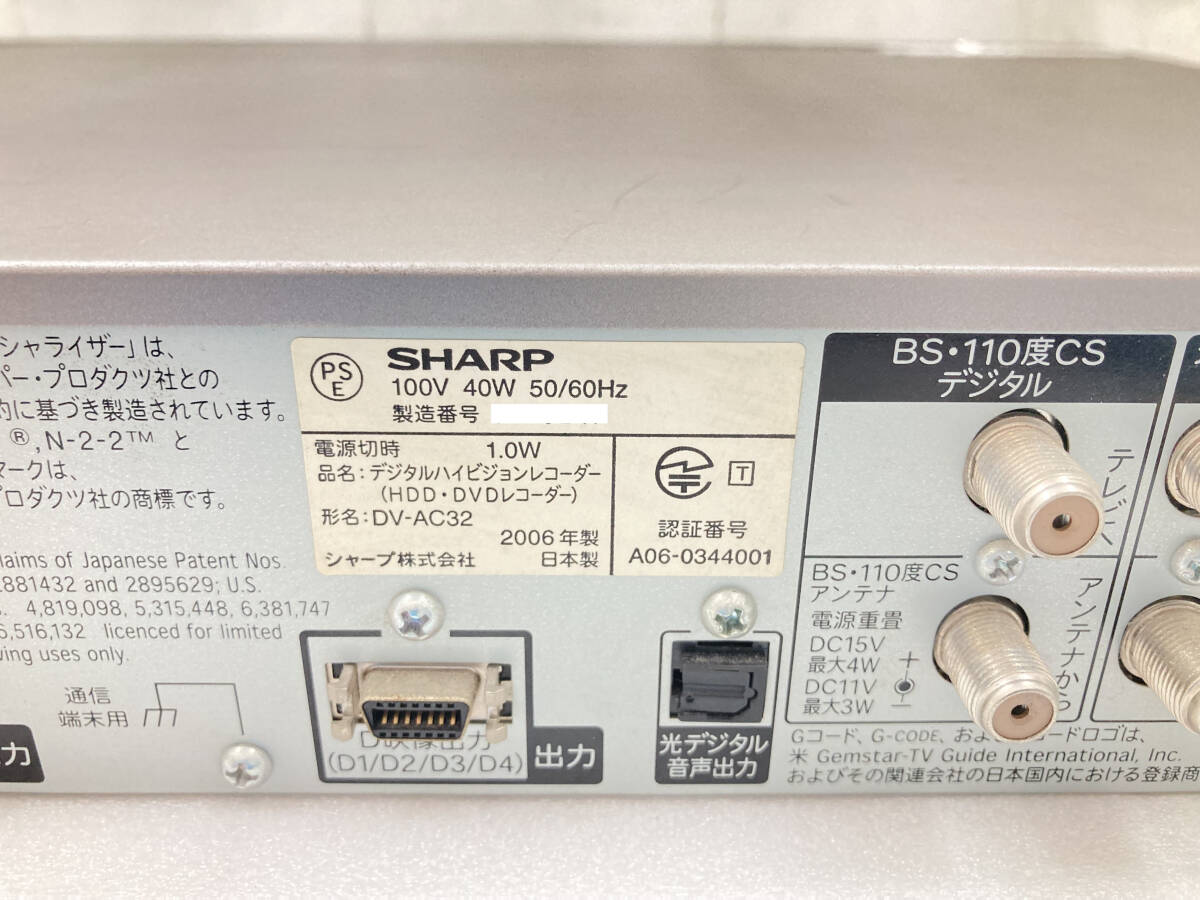 シャライザー」は、
パー・プロダクツ社との
的に基づき製造されています。
®,N-2-2™ と
マークは、
プロダクツ社の商標です。
laims of Japanese Patent Nos.
2881432 and 2895629; U.S.
4,819,098, 5,315,448, 6,381,747
6,516,132 licenced for limited
wing uses only.
通信
端末用
力
PS
E
SHARP
100V 40W 50/60Hz
製造番号
電源切時 1.0W
品名:デジタルハイビジョンレコーダー
(HDD・DVDレコーダー)
形名:DV-AC32
2006年製
シャープ株式会社 日本製
T
認証番号
A06-0344001
D映像出力
(D1/D2/D3/D4)
出力
光デジタル
音声出力
BS・110度CS
デジタル
テレビへ
BS・110度CS
アンテナ
電源重畳
DC15V
最大4W
DC11V
最大3W
アンテナから
Gコード、G-CODE、および
ードロゴは、
米 Gemstar-TV Guide International, Inc.
およびその関連会社の日本国内における登録商